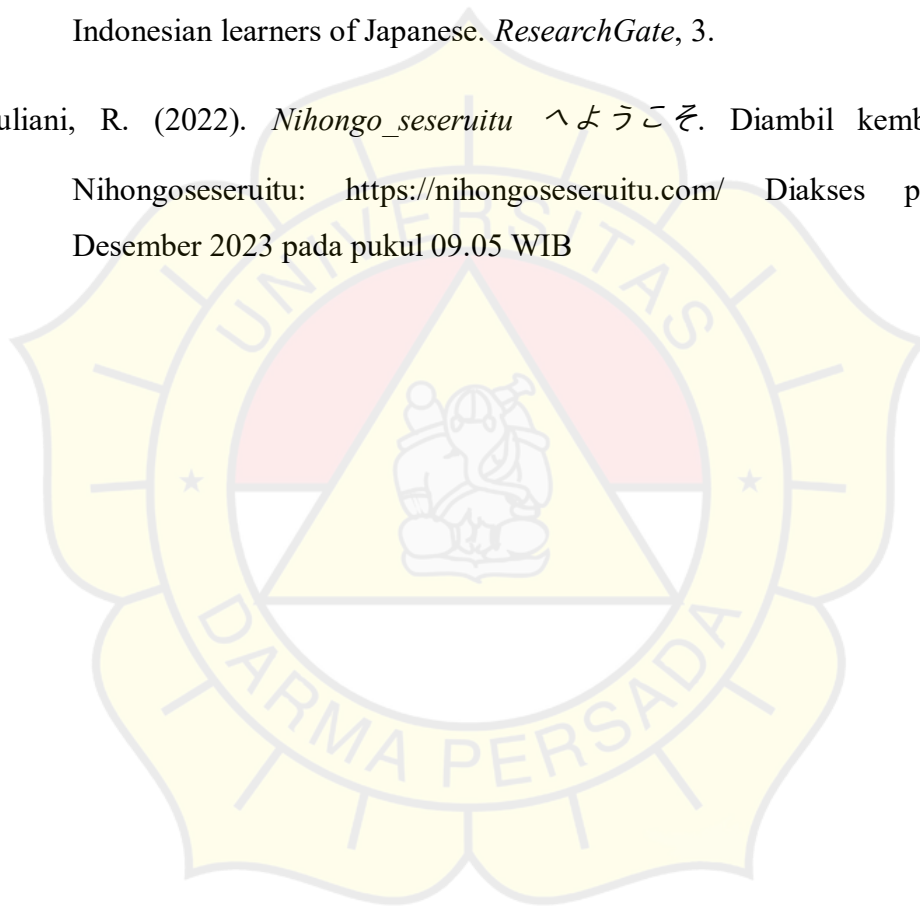 Indonesian learners of Japanese. ResearchGate, 3.
uliani, R. (2022). Nihongo_seseruitu へようこそ. Diambil kemb
Nihongoseseruitu: https://nihongoseseruitu.com/ Diakses p
Desember 2023 pada pukul 09.05 WIB
UNIVERSITAS
DARMA PERSADA